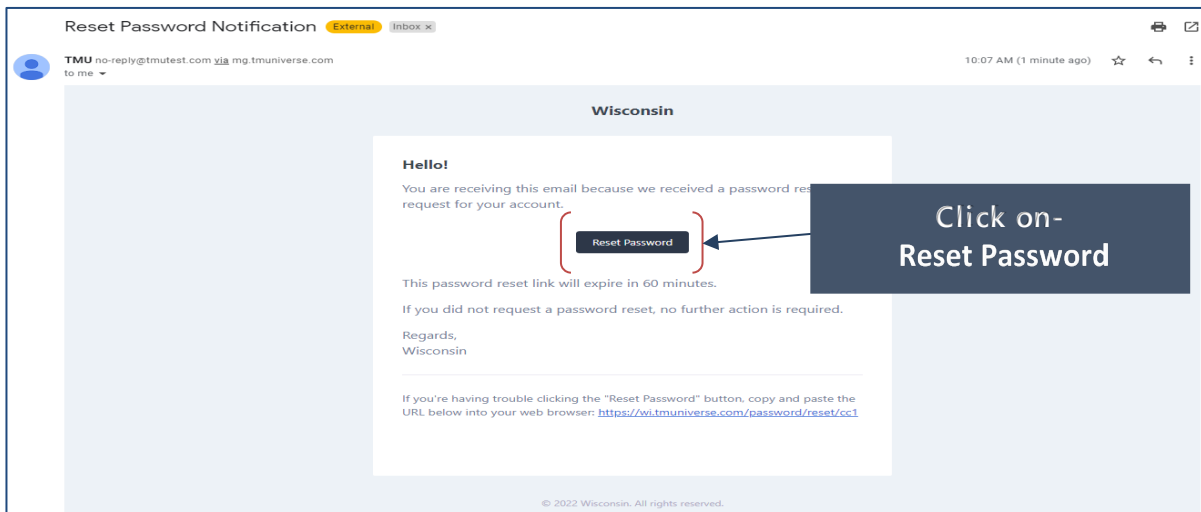 Reset Password Notification External Inbox x
TMU no-reply@tmutest.com via mg.tmuniverse.com 10:07 AM (1 minute ago)
to me
Wisconsin
Hello!
You are receiving this email because we received a password res
request for your account.
Reset Password
Click on-
Reset Password
This password reset link will expire in 60 minutes.
If you did not request a password reset, no further action is required.
Regards,
Wisconsin
If you're having trouble clicking the "Reset Password" button, copy and paste the
URL below into your web browser: https://wi.tmuniverse.com/password/reset/cc1
© 2022 Wisconsin. All rights reserved.